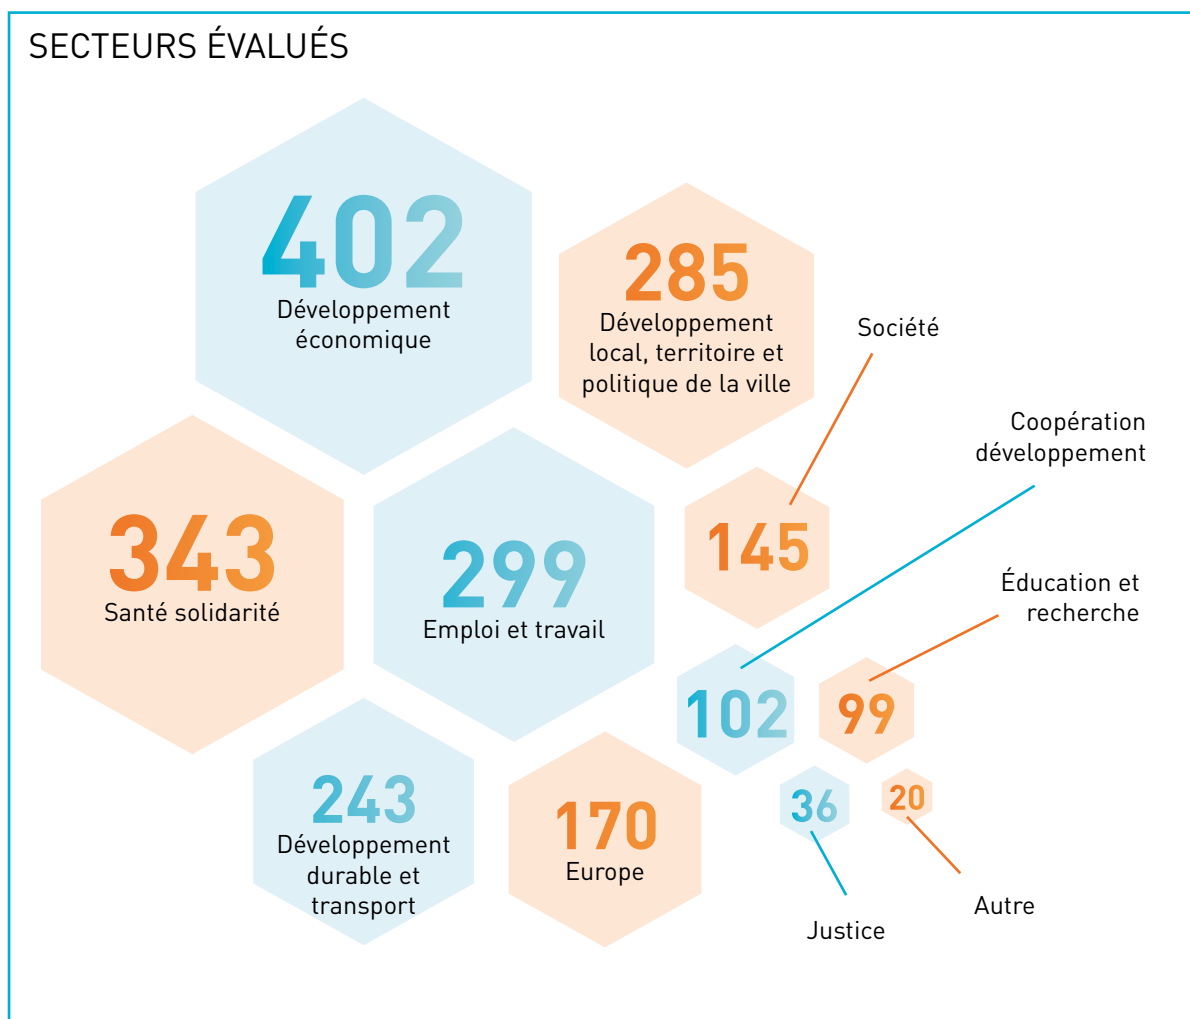 SECTEURS ÉVALUÉS
402
Développement
économique
285
Développement
local, territoire et
politique de la ville
Société
145
Coopération
développement
343
Santé solidarité
299
Emploi et travail
Éducation et
recherche
102
99
243
Développement
durable et
transport
170
Europe
36
20
Justice
Autre